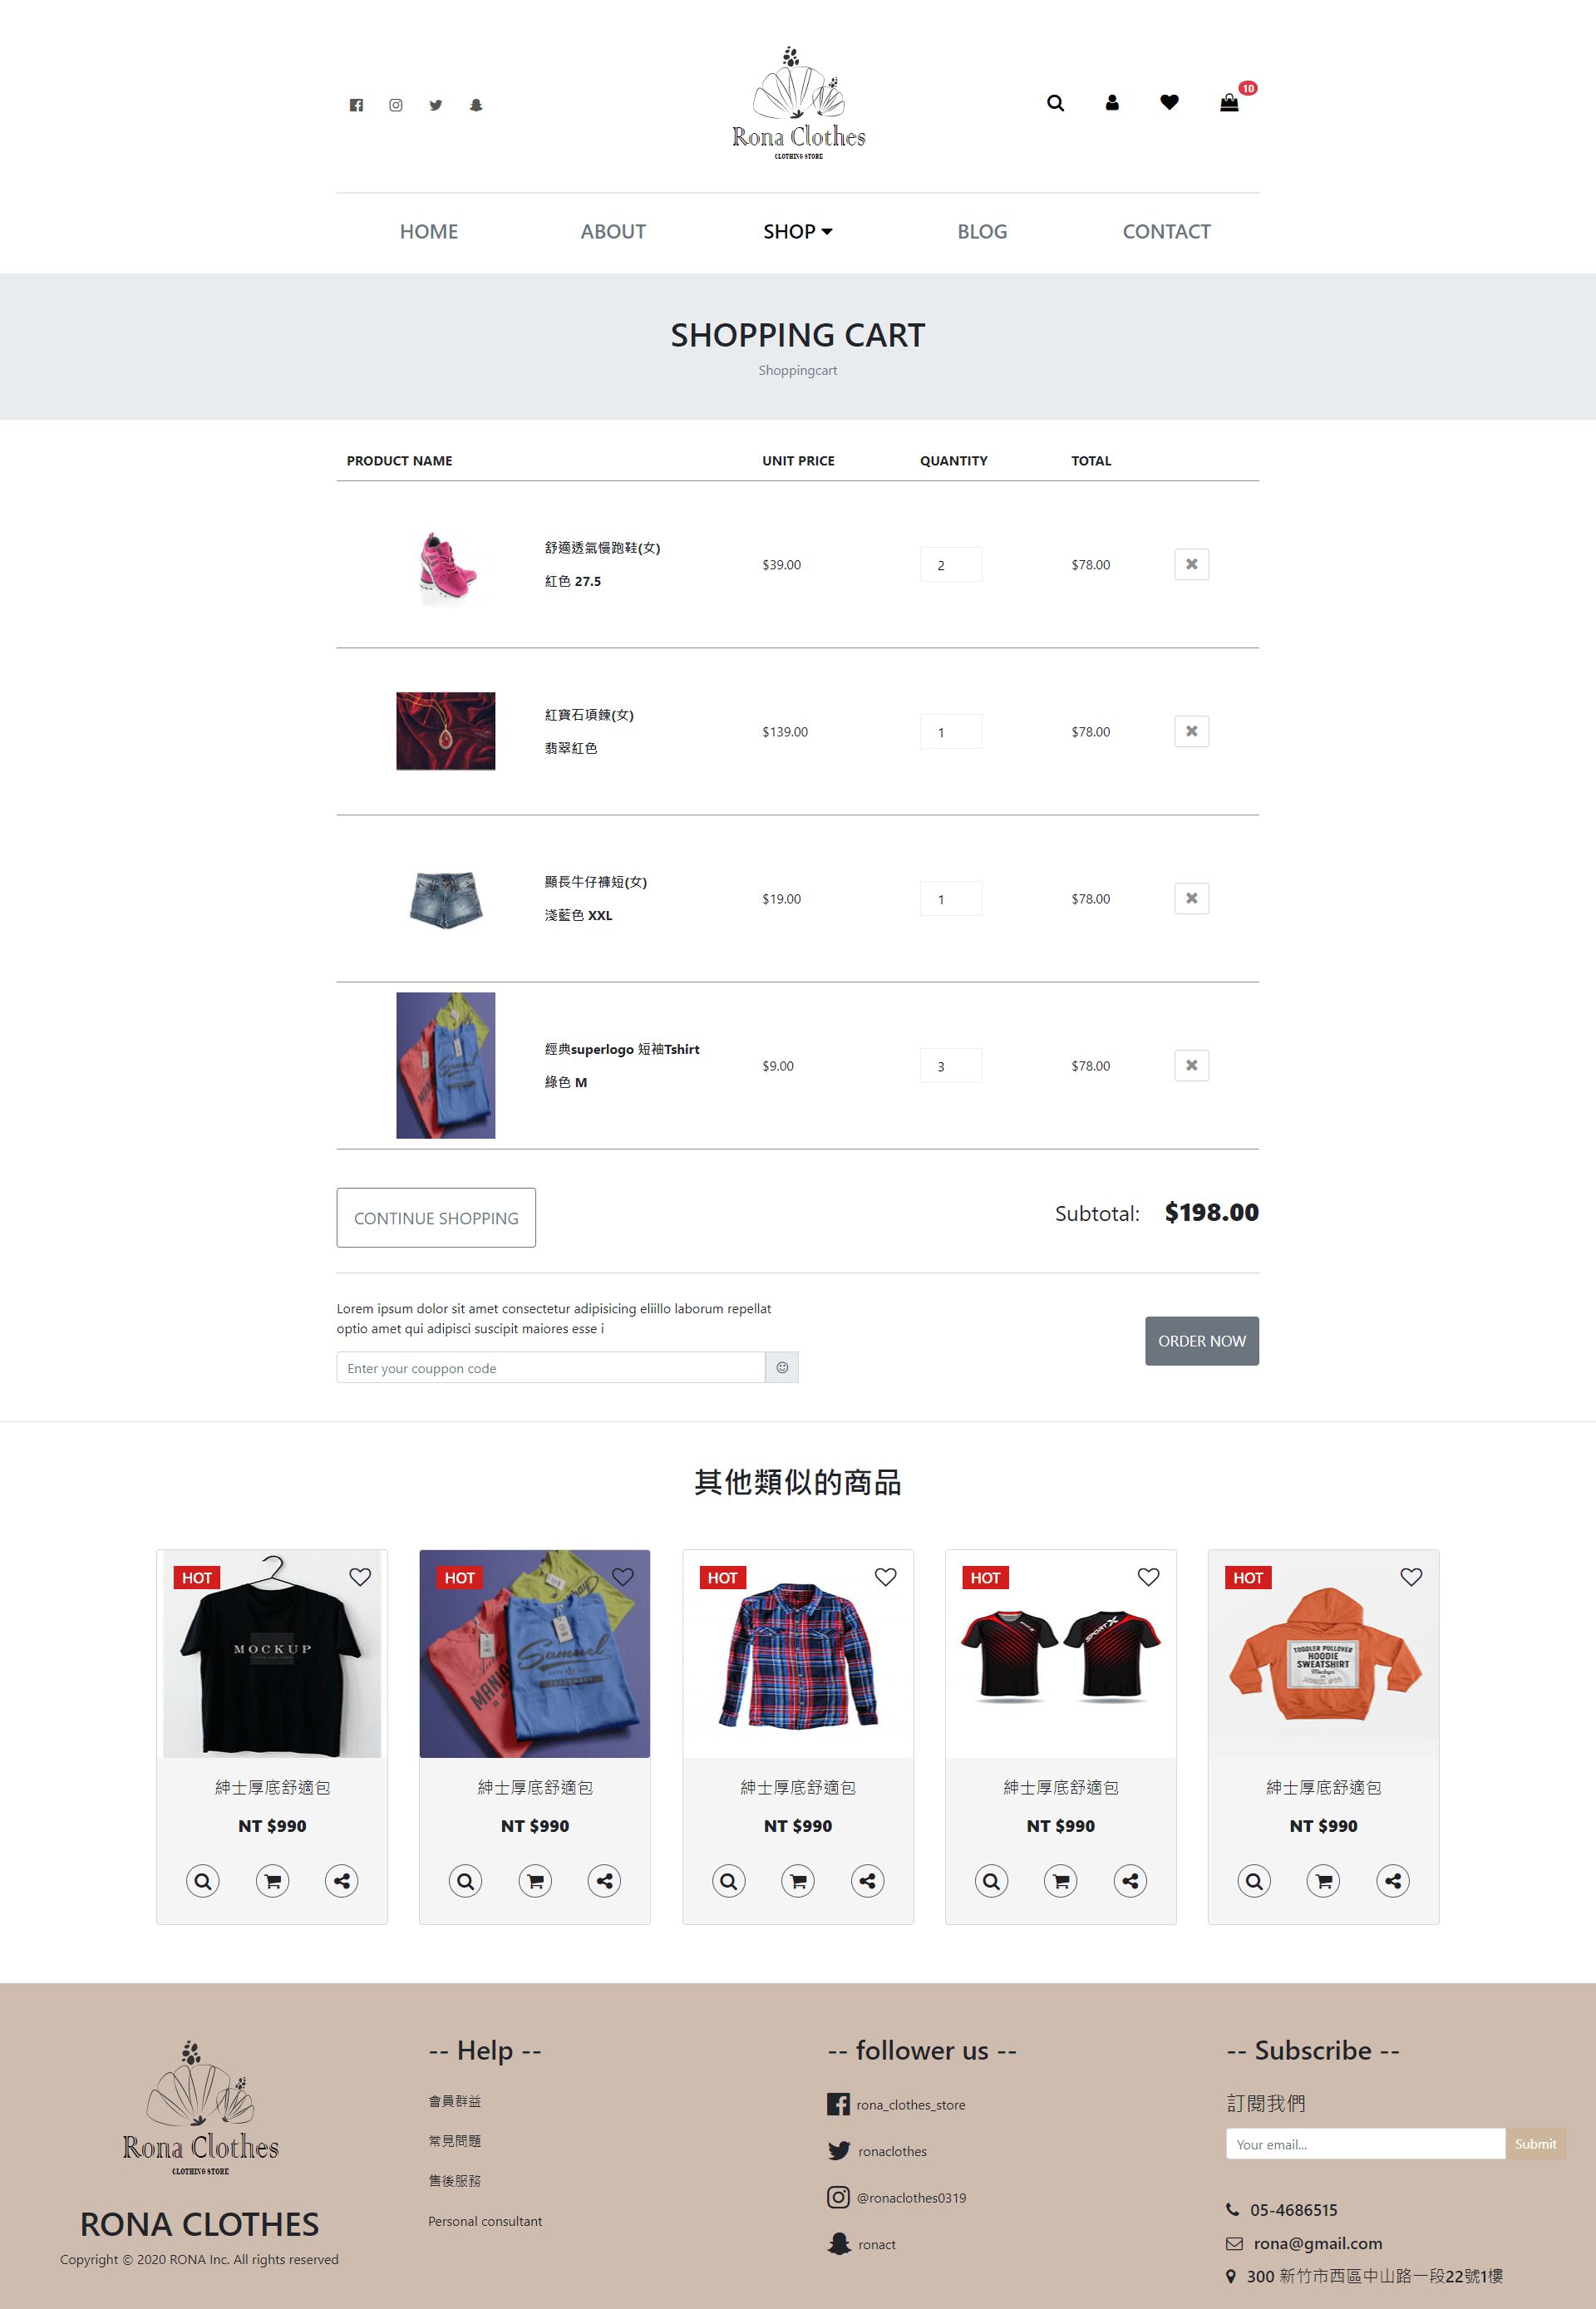 Rona Clothes
CLOTHING STORE
10
HOME ABOUT SHOP BLOG CONTACT
SHOPPING CART
Shoppingcart
PRODUCT NAME UNIT PRICE QUANTITY TOTAL
舒適透氣慢跑鞋(女)
紅色 27.5
$39.00 2 $78.00
紅寶石項鍊(女)
翡翠紅色
$139.00 1 $78.00
顯長牛仔褲短(女)
淺藍色 XXL
$19.00 1 $78.00
經典superlogo 短袖Tshirt
綠色 M
$9.00 3 $78.00
CONTINUE SHOPPING
Subtotal: $198.00
Lorem ipsum dolor sit amet consectetur adipisicing eliillo laborum repellat
optio amet qui adipisci suscipit maiores esse i
Enter your couppon code
ORDER NOW
其他類似的商品
HOT
MOCKUP
紳士厚底舒適包
NT $990
HOT
Samuel
紳士厚底舒適包
NT $990
HOT
紳士厚底舒適包
NT $990
HOT
SPORT X
紳士厚底舒適包
NT $990
HOT
TODDLER PULLOVER
HOODIE
SWEATSHIRT
Mockups
紳士厚底舒適包
NT $990
Rona Clothes
CLOTHING STORE
RONA CLOTHES
Copyright © 2020 RONA Inc. All rights reserved
-- Help --
會員群益
常見問題
售後服務
Personal consultant
-- follower us --
rona_clothes_store
ronaclothes
@ronaclothes0319
ronact
-- Subscribe --
訂閱我們
Your email...
Submit
05-4686515
rona@gmail.com
300 新竹市西區中山路一段22號1樓